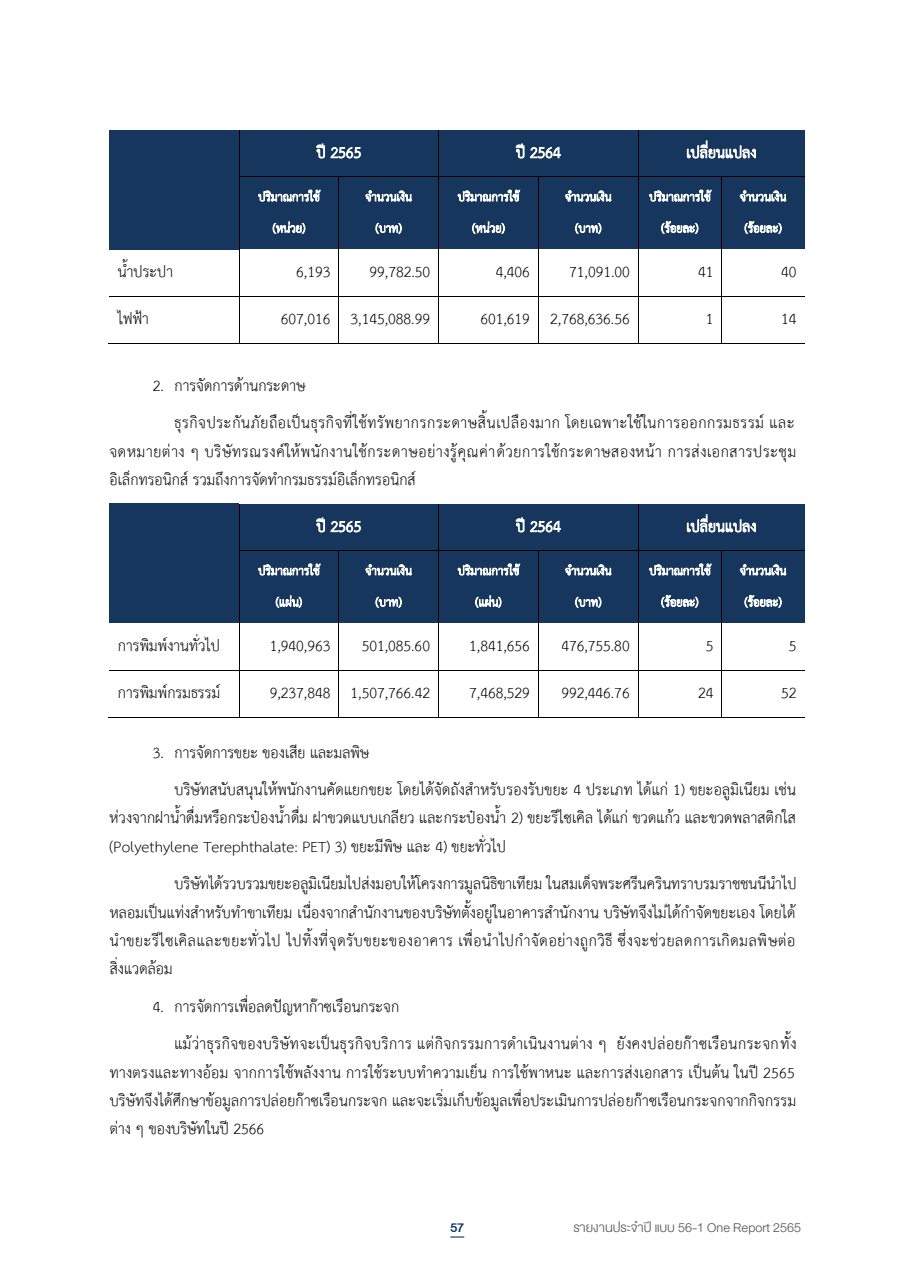 ปี 2565 ปี 2564 เปลี่ยนแปลง
ปริมาณการใช้ จำนวนเงิน ปริมาณการใช้ จำนวนเงิน ปริมาณการใช้ จำนวนเงิน
(หน่วย) (บาท) (หน่วย) (บาท) (ร้อยละ) (ร้อยละ)
น้ำประปา 6,193 99,782.50 4,406 71,091.00 41 40
ไฟฟ้า 607,016 3,145,088.99 601,619 2,768,636.56 1 14
2. การจัดการด้านกระดาษ
ธุรกิจประกันภัยถือเป็นธุรกิจที่ใช้ทรัพยากรกระดาษสิ้นเปลืองมาก โดยเฉพาะใช้ในการออกกรมธรรม์ และ
จดหมายต่าง ๆ บริษัทรณรงค์ให้พนักงานใช้กระดาษอย่างรู้คุณค่าด้วยการใช้กระดาษสองหน้า การส่งเอกสารประชุม
อิเล็กทรอนิกส์ รวมถึงการจัดทำกรมธรรม์อิเล็กทรอนิกส์
ปี 2565 ปี 2564 เปลี่ยนแปลง
ปริมาณการใช้ จำนวนเงิน ปริมาณการใช้ จำนวนเงิน ปริมาณการใช้ จำนวนเงิน
(แผ่น) (บาท) (แผ่น) (บาท) (ร้อยละ) (ร้อยละ)
การพิมพ์งานทั่วไป 1,940,963 501,085.60 1,841,656 476,755.80 5 5
การพิมพ์กรมธรรม์ 9,237,848 1,507,766.42 7,468,529 992,446.76 24 52
3. การจัดการขยะ ของเสีย และมลพิษ
บริษัทสนับสนุนให้พนักงานคัดแยกขยะ โดยได้จัดถังสำหรับรองรับขยะ 4 ประเภท ได้แก่ 1) ขยะอลูมิเนียม เช่น
ห่วงจากฝาน้ำดื่มหรือกระป๋องน้ำดื่ม ฝาขวดแบบเกลียว และกระป๋องน้ำ 2) ขยะรีไซเคิล ได้แก่ ขวดแก้ว และขวดพลาสติกใส
(Polyethylene Terephthalate: PET) 3) ขยะมีพิษ และ 4) ขยะทั่วไป
บริษัทได้รวบรวมขยะอลูมิเนียมไปส่งมอบให้โครงการมูลนิธิขาเทียม ในสมเด็จพระศรีนครินทราบรมราชชนนีนำไป
หลอมเป็นแท่งสำหรับทำขาเทียม เนื่องจากสำนักงานของบริษัทตั้งอยู่ในอาคารสำนักงาน บริษัทจึงไม่ได้กำจัดขยะเอง โดยได้
นำขยะรีไซเคิลและขยะทั่วไป ไปทิ้งที่จุดรับขยะของอาคาร เพื่อนำไปกำจัดอย่างถูกวิธี ซึ่งจะช่วยลดการเกิดมลพิษต่อ
สิ่งแวดล้อม
4. การจัดการเพื่อลดปัญหาก๊าซเรือนกระจก
แม้ว่าธุรกิจของบริษัทจะเป็นธุรกิจบริการ แต่กิจกรรมการดำเนินงานต่าง ๆ ยังคงปล่อยก๊าซเรือนกระจกทั้ง
ทางตรงและทางอ้อม จากการใช้พลังงาน การใช้ระบบทำความเย็น การใช้พาหนะ และการส่งเอกสาร เป็นต้น ในปี 2565
บริษัทจึงได้ศึกษาข้อมูลการปล่อยก๊าซเรือนกระจก และจะเริ่มเก็บข้อมูลเพื่อประเมินการปล่อยก๊าซเรือนกระจกจากกิจกรรม
ต่าง ๆ ของบริษัทในปี 2566
57 รายงานประจำปี แบบ 56-1 One Report 2565